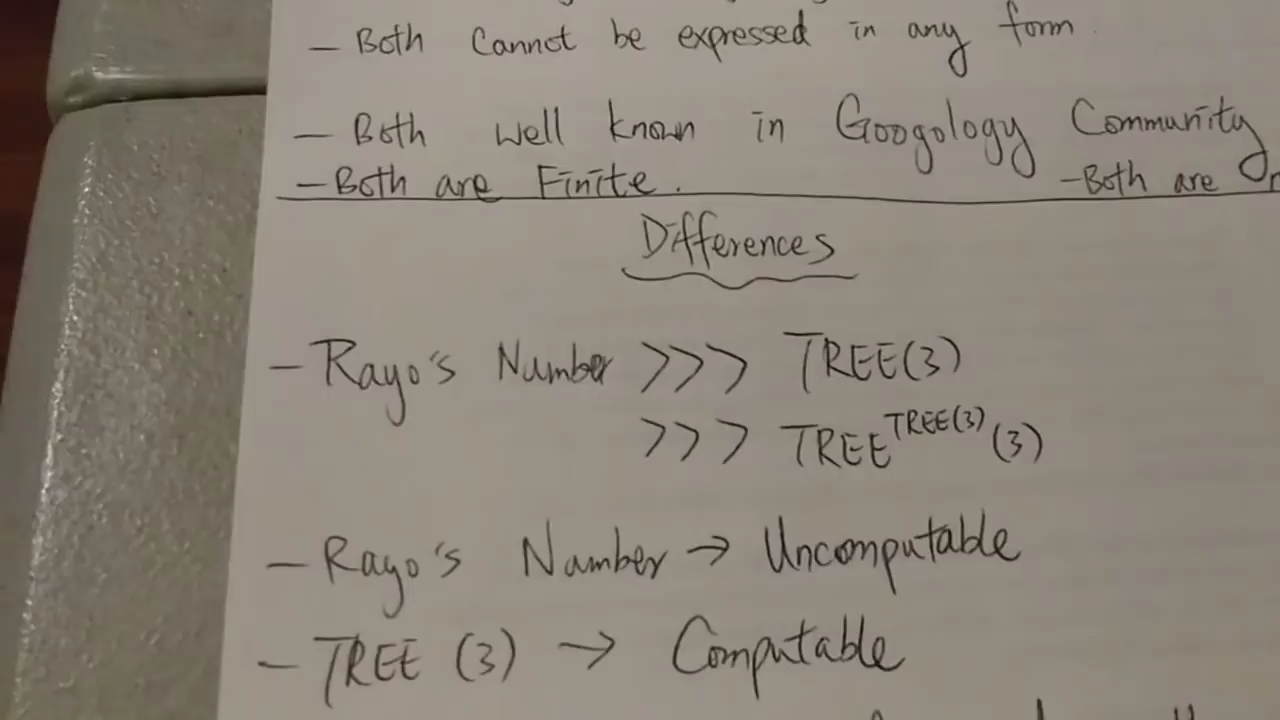 - Both cannot be expressed in any form.
- Both well known in Googology Community
- Both are Finite. - Both are
Differences
- Rayo's Number >>> TREE(3)
>>> TREE^TREE(3)(3)
- Rayo's Number → Uncomputable
- TREE (3) → Computable